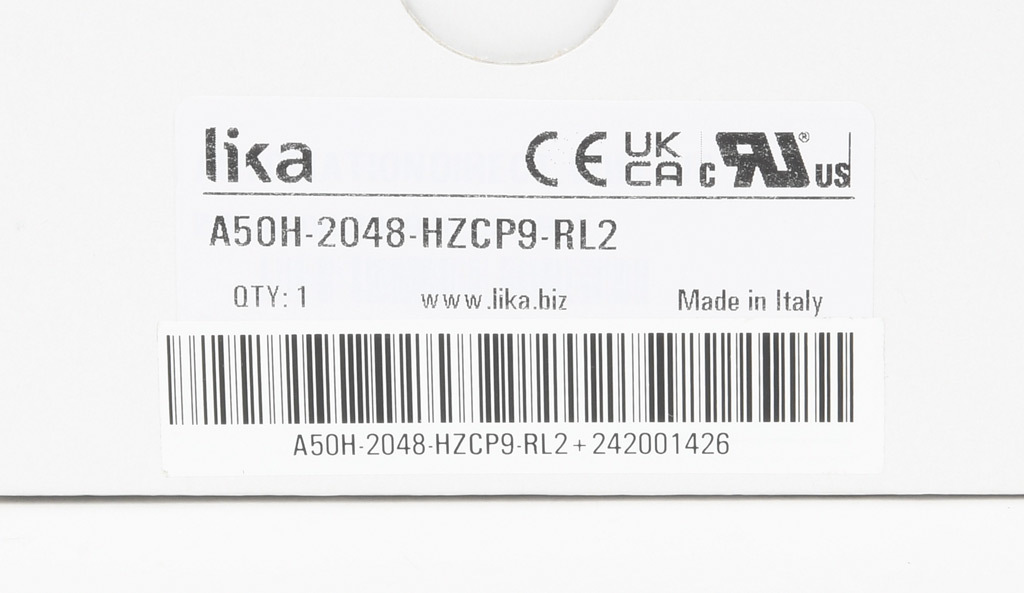 lika CE UK CA c RU ® US
A50H-2048-HZCP9-RL2
QTY: 1 www.lika.biz Made in Italy
A50H-2048-HZCP9-RL2+242001426